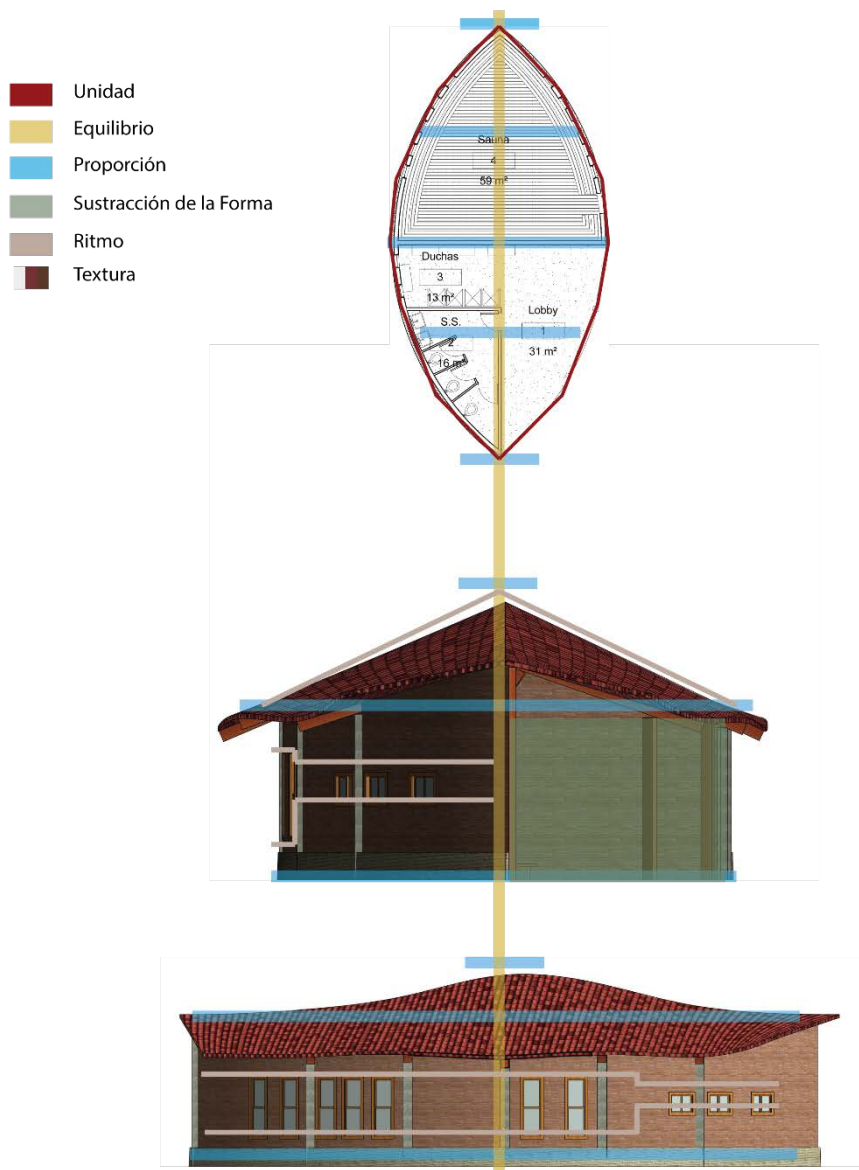 Unidad
Equilibrio
Proporción
Sustracción de la Forma
Ritmo
Textura
Sauna
4
59 m²
Duchas
3
13 m²
Lobby
1
31 m²
S.S.
2
16 m²